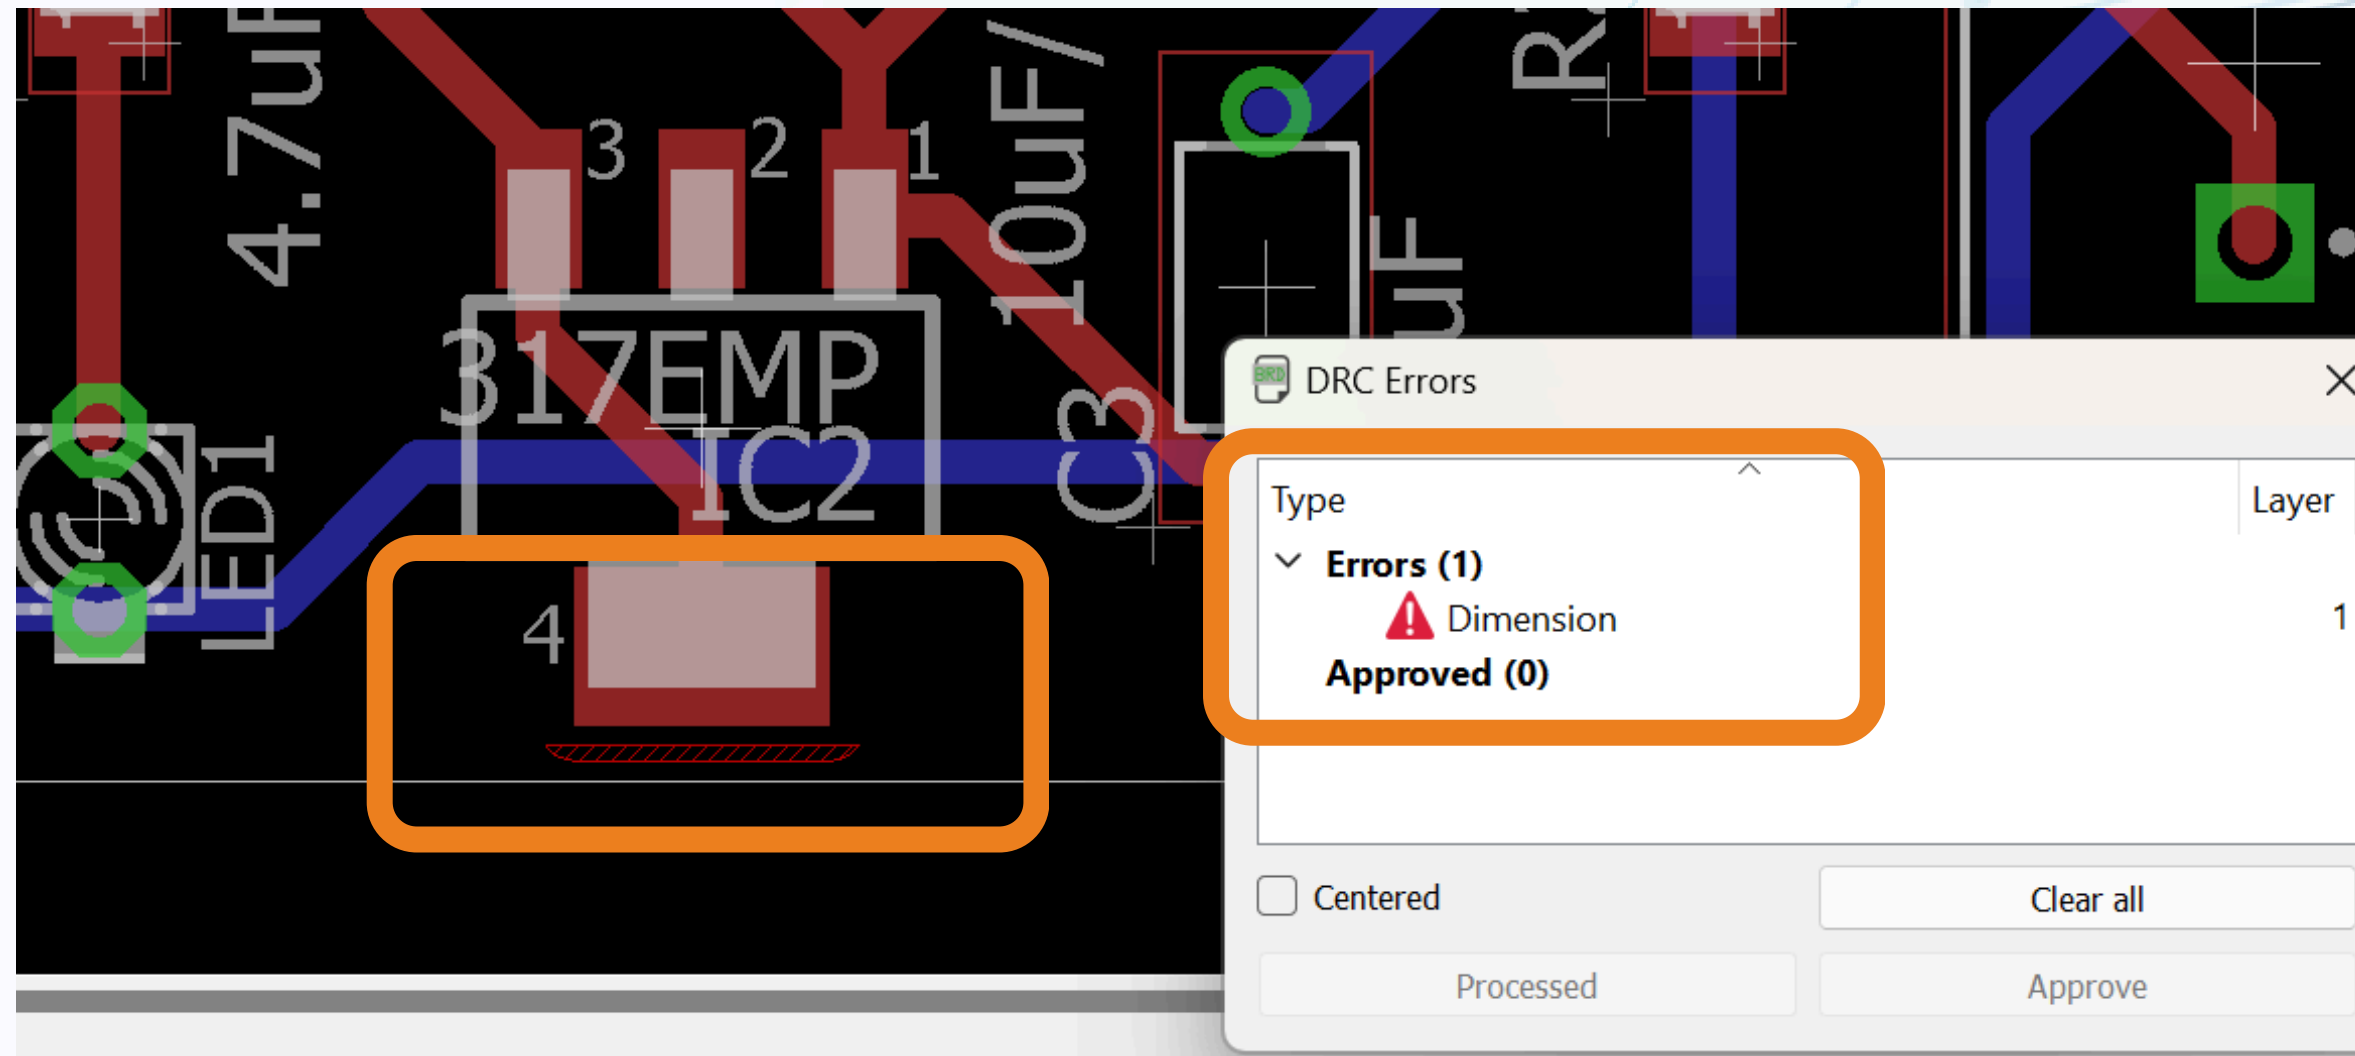 4.7uF
3
2
1
10uF/
R
uF
317EMP
IC2
C3
LED1
4
DRC Errors
Type
Layer
Errors (1)
Dimension
1
Approved (0)
Centered
Clear all
Processed
Approve